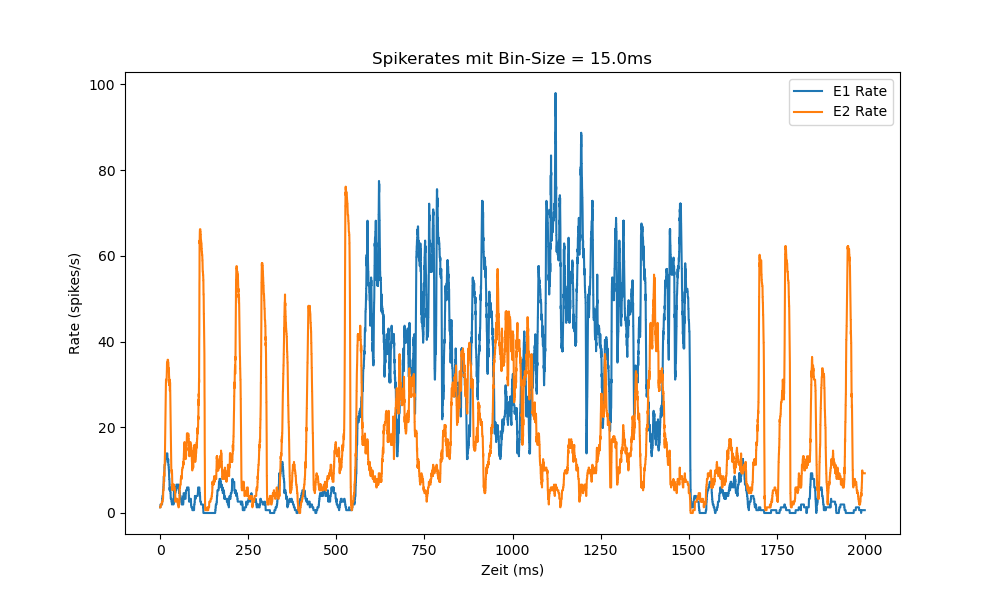 Spikerates mit Bin-Size = 15.0ms
E1 Rate
E2 Rate
Rate (spikes/s)
100
80
60
40
20
0
0 250 500 750 1000 1250 1500 1750 2000
Zeit (ms)